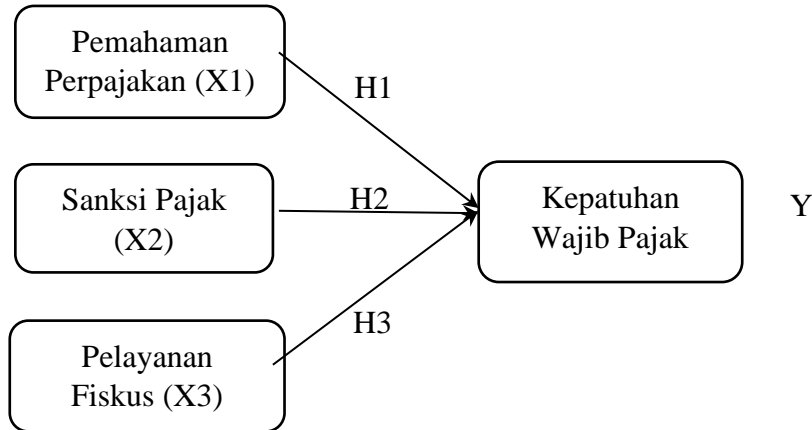 Pemahaman
Perpajakan (X1)
H1
Sanksi Pajak
(X2)
H2
Kepatuhan
Wajib Pajak
Y
H3
Pelayanan
Fiskus (X3)